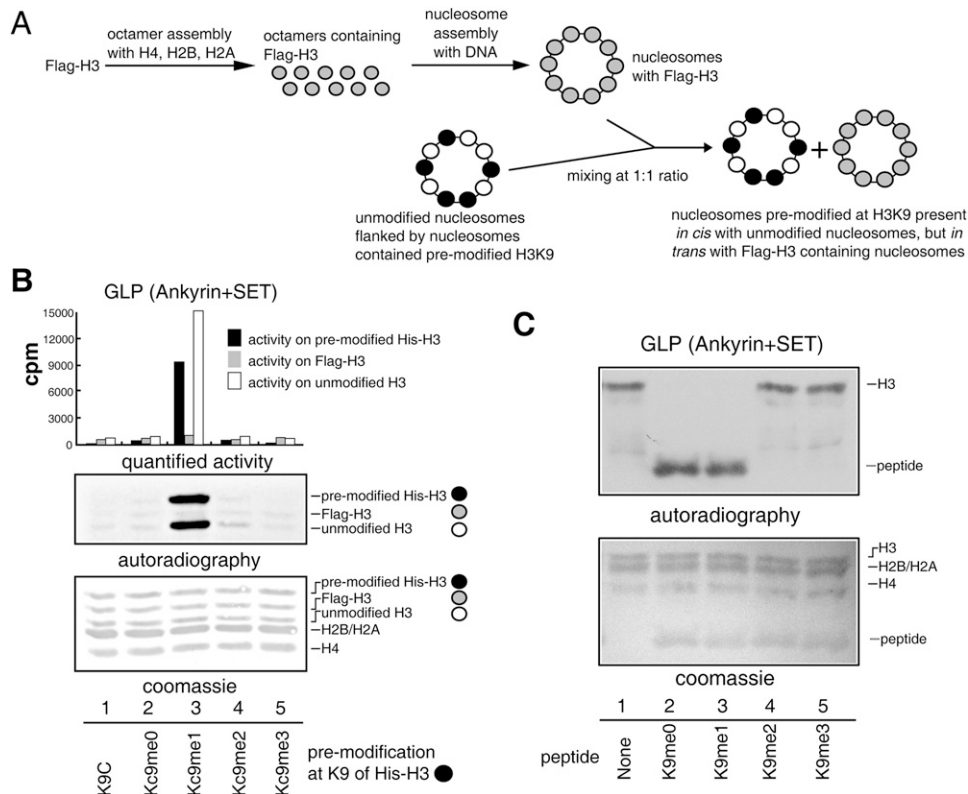 A
Flag-H3
octamer assembly
with H4, H2B, H2A
octamers containing
Flag-H3
nucleosome
assembly
with DNA
nucleosomes
with Flag-H3
unmodified nucleosomes
flanked by nucleosomes
contained pre-modified H3K9
mixing at 1:1 ratio
+
nucleosomes pre-modified at H3K9 present
in cis with unmodified nucleosomes, but in
trans with Flag-H3 containing nucleosomes
B
GLP (Ankyrin+SET)
cpm
15000
12000
9000
6000
3000
0
activity on pre-modified His-H3
activity on Flag-H3
activity on unmodified H3
quantified activity
pre-modified His-H3
Flag-H3
unmodified H3
autoradiography
pre-modified His-H3
Flag-H3
unmodified H3
H2B/H2A
H4
coomassie
1 2 3 4 5
K9C Kc9me0 Kc9me1 Kc9me2 Kc9me3
pre-modification
at K9 of His-H3
C
GLP (Ankyrin+SET)
H3
peptide
autoradiography
H3
H2B/H2A
H4
peptide
coomassie
1 2 3 4 5
peptide None K9me0 K9me1 K9me2 K9me3